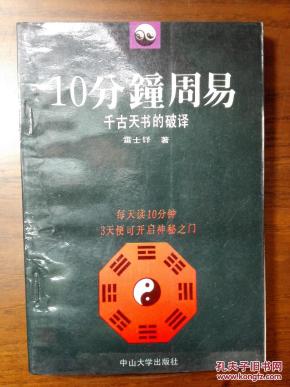 10分鐘周易
千古天书的破译
雷士铎 著
每天读10分钟
3天便可开启神秘之门
中山大学出版社
孔夫子旧书网